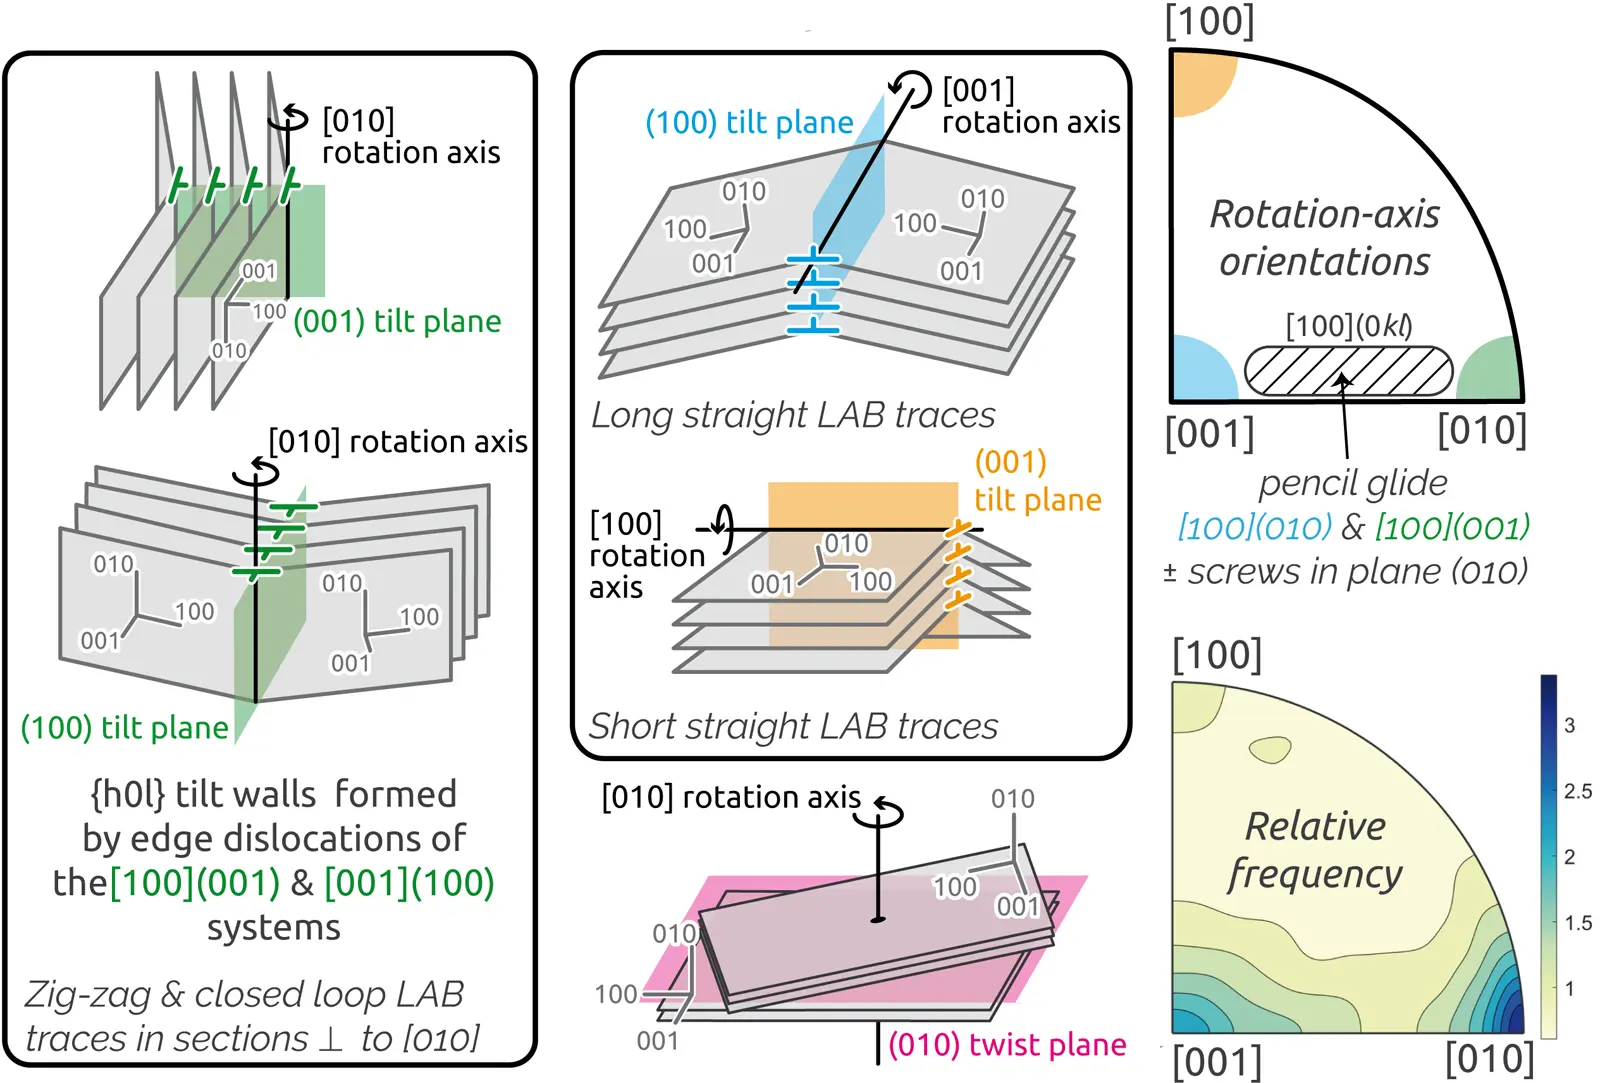 [010]
rotation axis
001
100
010
(001) tilt plane
[010] rotation axis
010
100
001
010
100
001
(100) tilt plane
{h0l} tilt walls formed
by edge dislocations of
the[100](001) & [001](100)
systems
Zig-zag & closed loop LAB
traces in sections ⊥ to [010]
(100) tilt plane
[001]
rotation axis
010
100
001
010
100
001
Long straight LAB traces
(001)
tilt plane
[100]
rotation
axis
010
001
100
Short straight LAB traces
[010] rotation axis
010
100
001
010
100
001
(010) twist plane
[100]
Rotation-axis
orientations
[100](0kl)
[001]
[010]
pencil glide
[100](010) & [100](001)
± screws in plane (010)
[100]
Relative
frequency
[001]
[010]
3
2.5
2
1.5
1